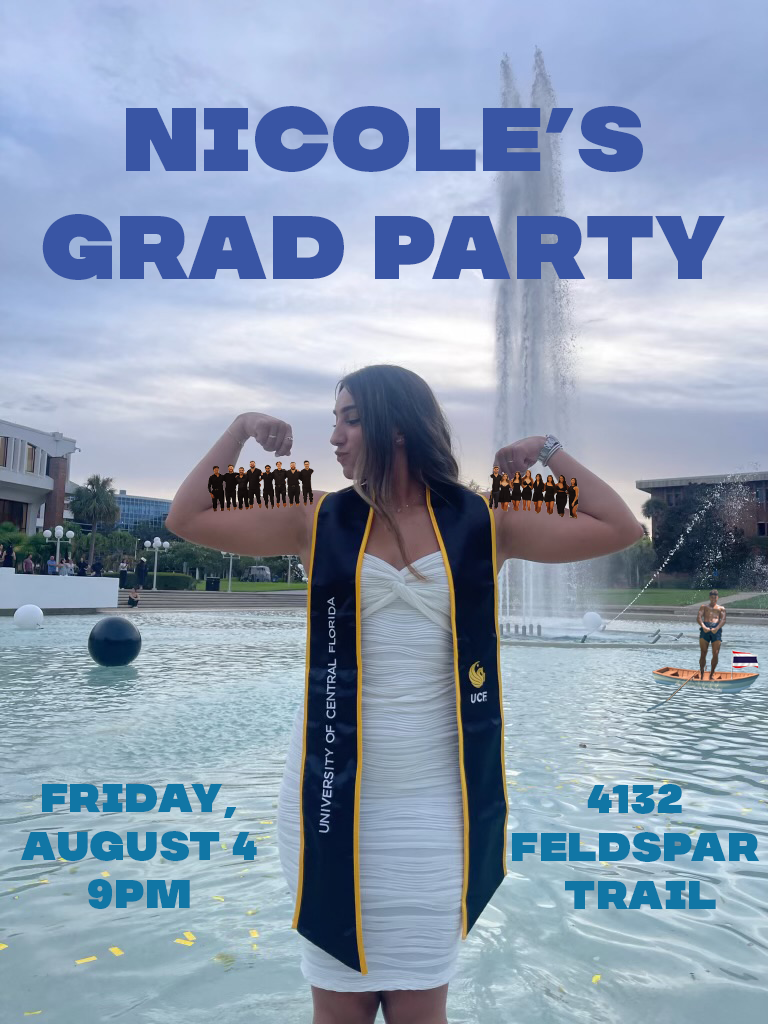 NICOLE'S
GRAD PARTY
UNIVERSITY OF CENTRAL FLORIDA
UCF
FRIDAY,
AUGUST 4
9PM
4132
FELDSPAR
TRAIL